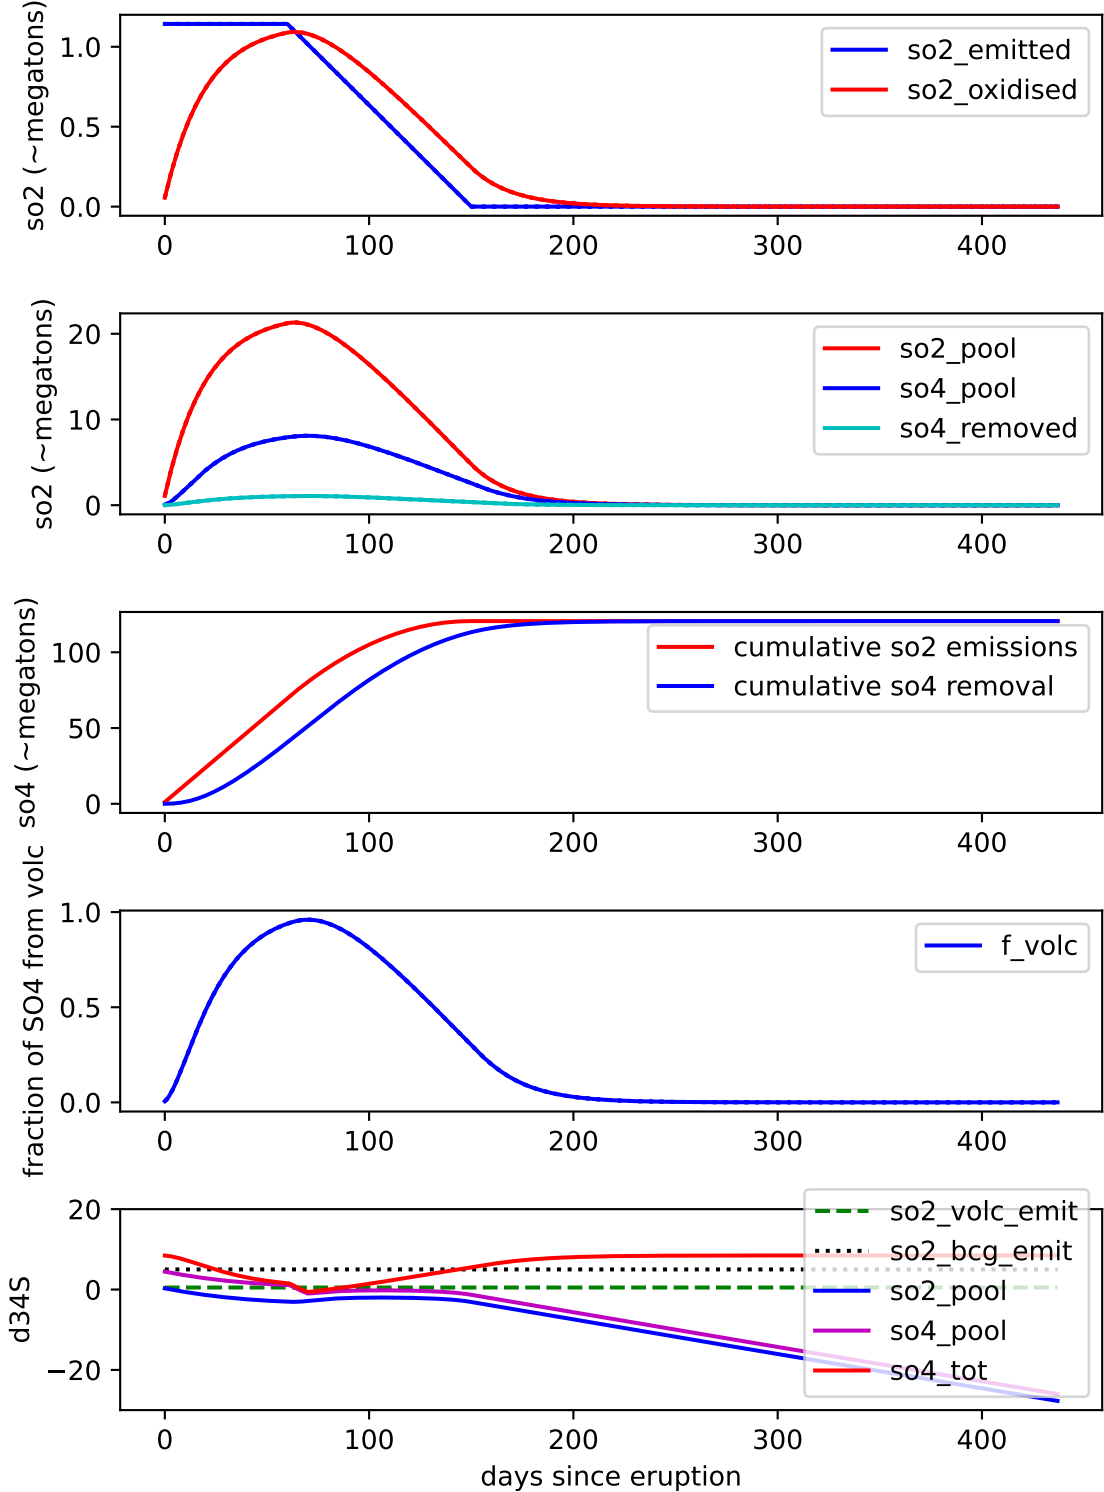 so2 (~megatons)
1.0
0.5
0.0
so2_emitted
so2_oxidised
0 100 200 300 400
so2 (~megatons)
20
10
0
so2_pool
so4_pool
so4_removed
0 100 200 300 400
so4 (~megatons)
100
50
0
cumulative so2 emissions
cumulative so4 removal
0 100 200 300 400
fraction of SO4 from volc
1.0
0.5
0.0
f_volc
0 100 200 300 400
d34S
20
0
−20
so2_volc_emit
so2_bcg_emit
so2_pool
so4_pool
so4_tot
0 100 200 300 400
days since eruption